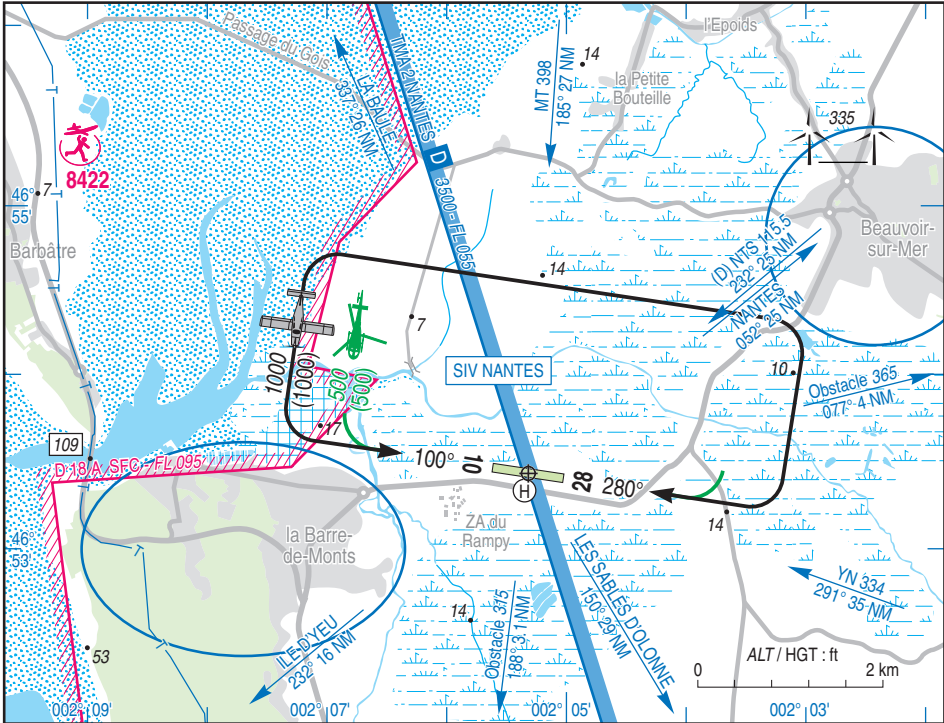 Passage du Gois
l'Epoids
14
la Petite
Bouteille
MT 398
185° 27 NM
TMA 2 NANTES
D
3500 - FL 055
LA BAULE
337° 26 NM
335
8422
7
46°
55'
Barbâtre
Beauvoir-
sur-Mer
(D) NTS 115.5
232° 25 NM
NANTES
052° 25 NM
14
7
1000
(1000)
500
(500)
SIV NANTES
10
Obstacle 365
077° 4 NM
17
109
D 18 A SFC - FL 095
100°
10
28
280°
H
14
ZA du
Rampy
la Barre-
de-Monts
46°
53'
T
LES SABLES D'OLONNE
150° 29 NM
YN 334
291° 35 NM
14
Obstacle 315
188° 3.1 NM
ILE D'YEU
232° 16 NM
53
ALT / HGT : ft
0
2 km
002° 09'
002° 07'
002° 05'
002° 03'